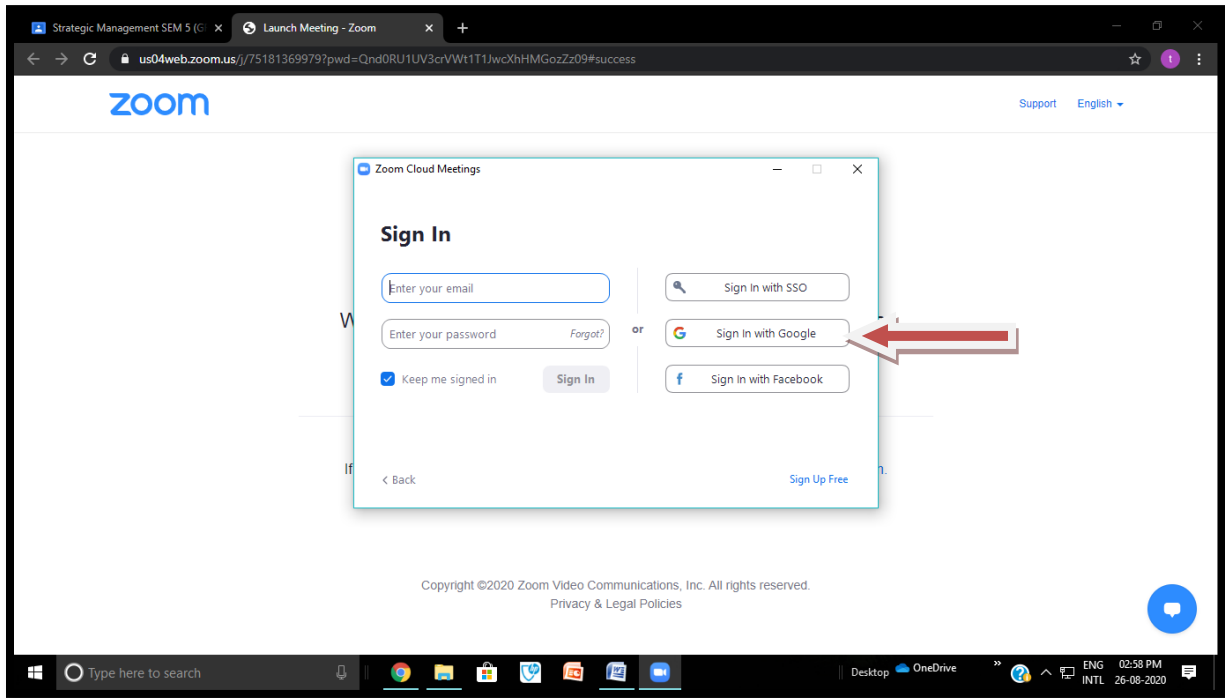 Strategic Management SEM 5 (G
Launch Meeting - Zoom
us04web.zoom.us/j/75181369979?pwd=Qnd0RU1UV3crVWt1T1JwcXhHMGozZz09#success
t
zoom
Support English
Zoom Cloud Meetings
Sign In
Enter your email
Sign In with SSO
W
Enter your password Forgot?
or
Sign In with Google
Keep me signed in Sign In
Sign In with Facebook
If
< Back
Sign Up Free
Copyright ©2020 Zoom Video Communications, Inc. All rights reserved.
Privacy & Legal Policies
Type here to search
Desktop OneDrive
ENG 02:58 PM
INTL 26-08-2020